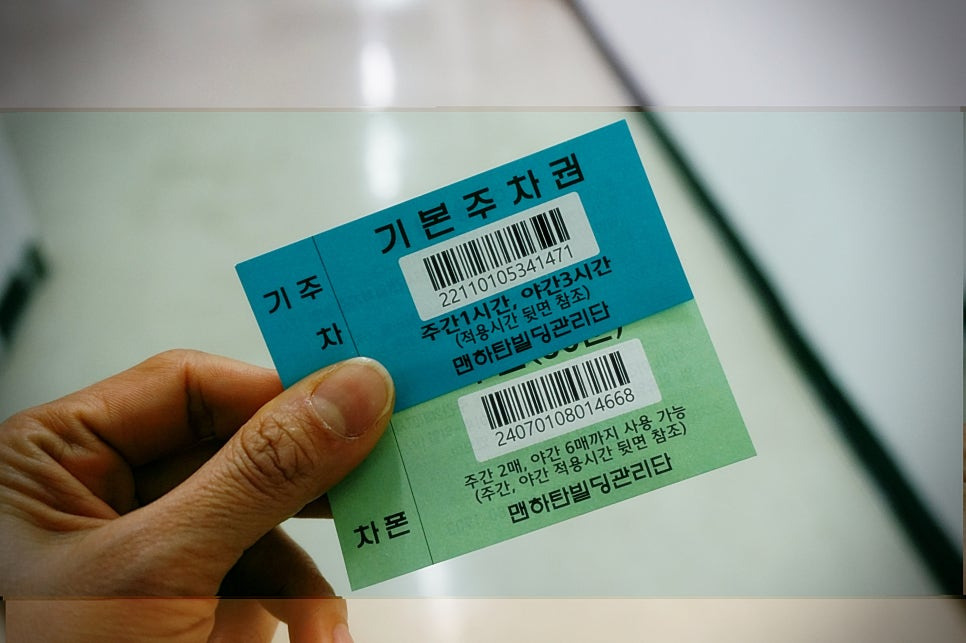 기본주차권
22110105341471
주간1시간, 야간3시간
(적용시간 뒷면 참조)
맨하탄빌딩관리단
기주
차
24070108014668
주간 2매, 야간 6매까지 사용 가능
(주간, 야간 적용시간 뒷면 참조)
맨하탄빌딩관리단
차폰